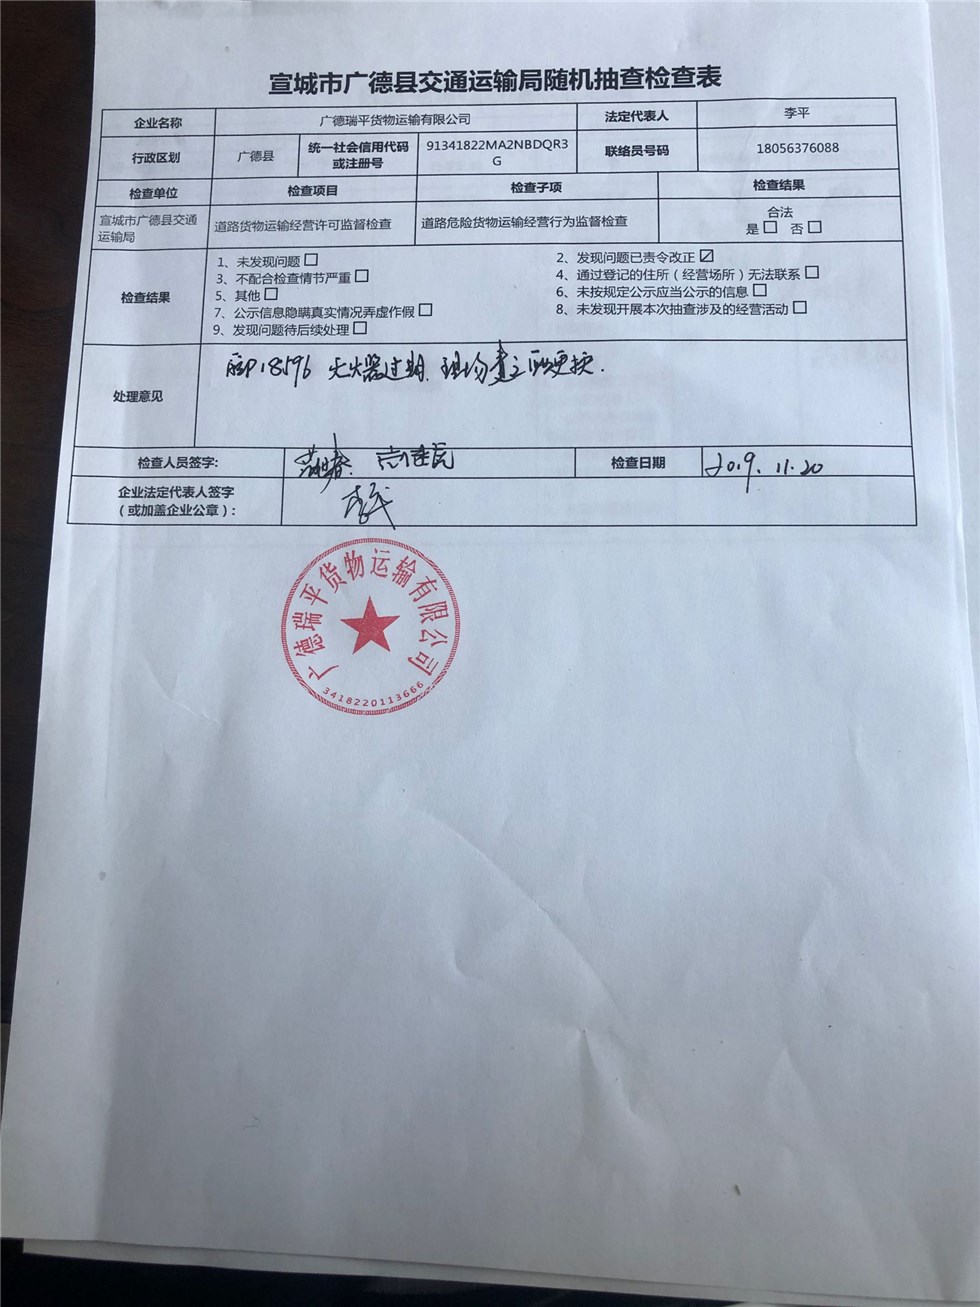 宣城市广德县交通运输局随机抽查检查表
企业名称 广德瑞平货物运输有限公司 法定代表人 李平
行政区划 广德县 统一社会信用代码 91341822MA2NBDQR3 联络员号码 18056376088
或注册号 G
检查单位 检查项目 检查子项 检查结果
宣城市广德县交通 道路货物运输经营许可监督检查 道路危险货物运输经营行为监督检查 合法
运输局 是☐ 否☐
检查结果
1、未发现问题☐ 2、发现问题已责令改正☑
3、不配合检查情节严重☐ 4、通过登记的住所（经营场所）无法联系☐
5、其他☐ 6、未按规定公示应当公示的信息☐
7、公示信息隐瞒真实情况弄虚作假☐ 8、未发现开展本次抽查涉及的经营活动☐
9、发现问题待后续处理☐
处理意见 18596 灭火器过期.现场 更换.
检查人员签字: 检查日期 2019.11.20
企业法定代表人签字 李平
（或加盖企业公章）:
广德瑞平货物运输有限公司
3418220113666